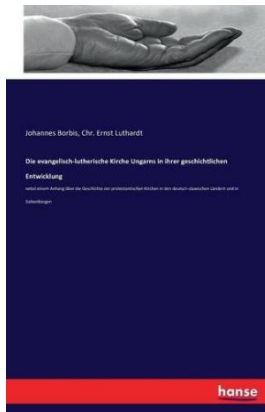 Johannes Borbis, Chr. Ernst Luthardt
Die evangelisch-lutherische Kirche Ungarns in ihrer geschichtlichen
Entwicklung
nebst einem Anhang über die Geschichte der protestantischen Kirchen in den deutsch-slawischen Ländern und in
Siebenbürgen
hanse